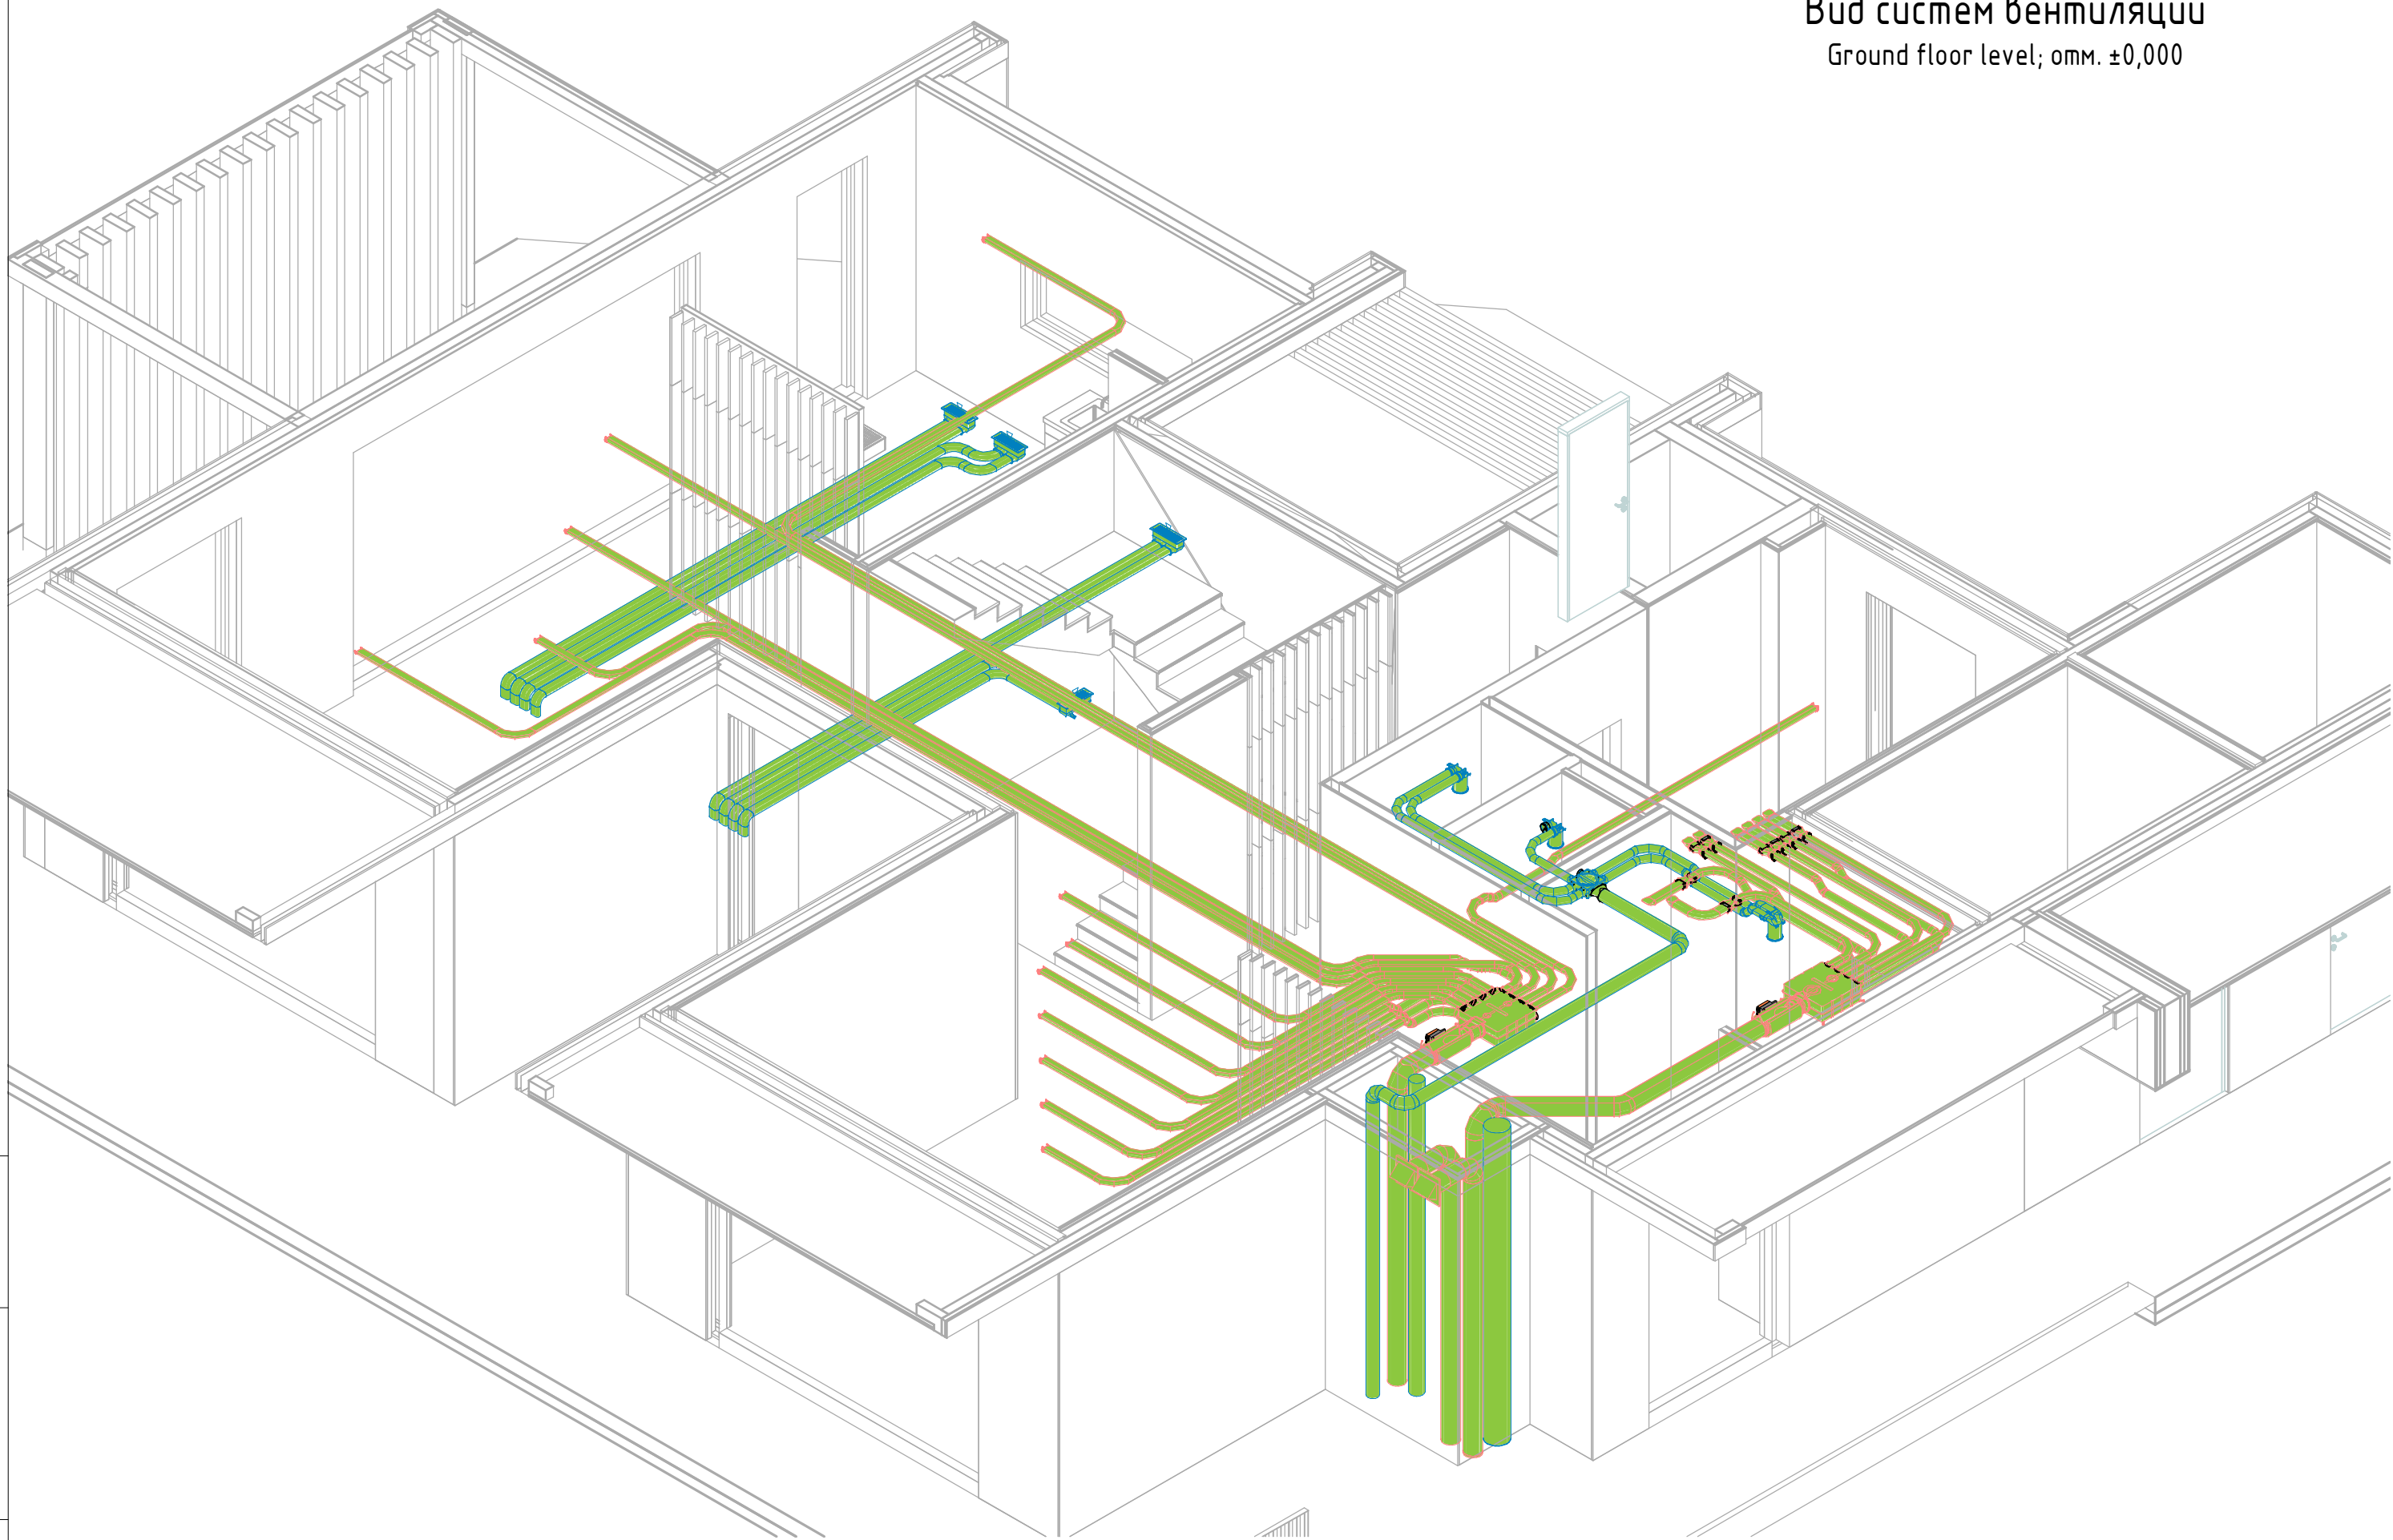 Вид систем вентиляции
Ground floor level; отм. ±0,000